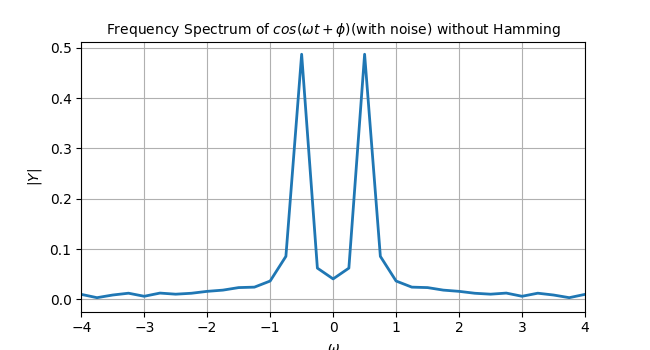 Frequency Spectrum of cos(ωt + ϕ)(with noise) without Hamming
0.5
0.4
0.3
0.2
0.1
0.0
|Y|
−4 −3 −2 −1 0 1 2 3 4
ω